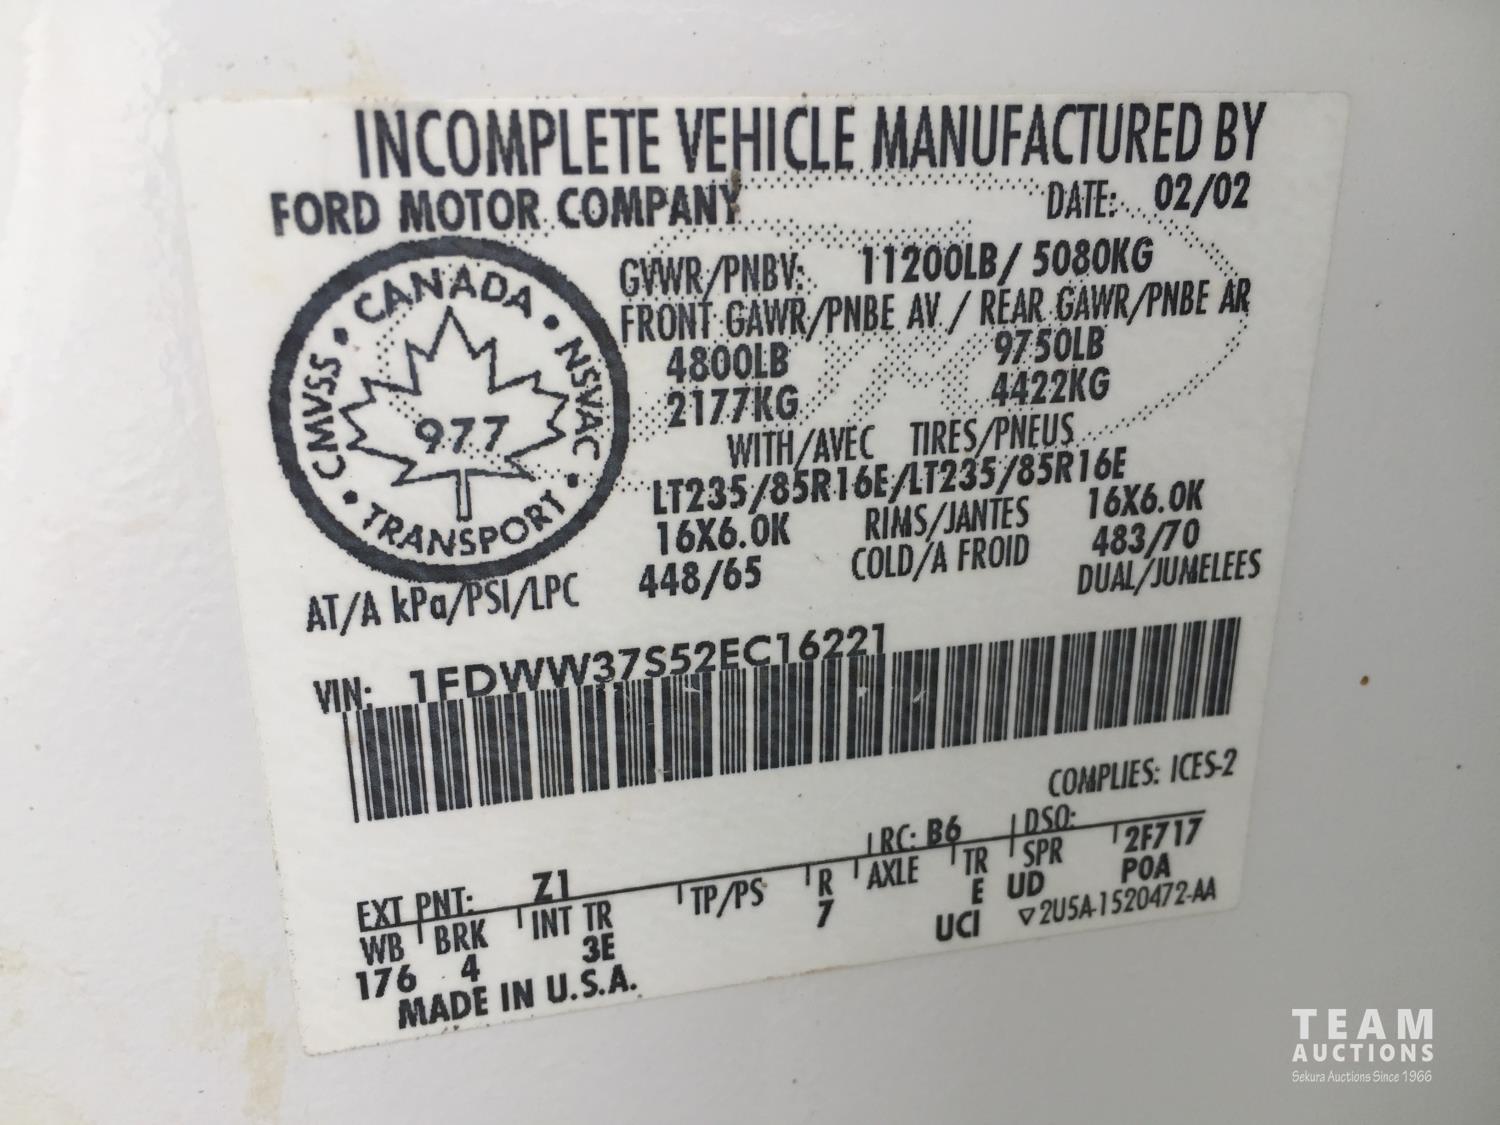 INCOMPLETE VEHICLE MANUFACTURED BY
FORD MOTOR COMPANY DATE: 02/02
CANADA
CMVSS • NSVAC
977
TRANSPORT
GVWR/PNBV: 11200LB/ 5080KG
FRONT GAWR/PNBE AV / REAR GAWR/PNBE AR
4800LB 9750LB
2177KG 4422KG
WITH/AVEC TIRES/PNEUS
LT235/85R16E/LT235/85R16E
16X6.0K RIMS/JANTES 16X6.0K
AT/A kPa/PSI/LPC 448/65 COLD/A FROID 483/70
DUAL/JUMELEES
VIN: 1FDWW37S52EC16221
COMPLIES: ICES-2
EXT PNT: Z1 RC: B6 DSO: 2F717
WB BRK INT TR TP/PS R AXLE TR SPR
176 4 3E 7 E UD P0A
MADE IN U.S.A. UCI ▽2U5A-1520472-AA
TEAM
AUCTIONS
Sekura Auctions Since 1966